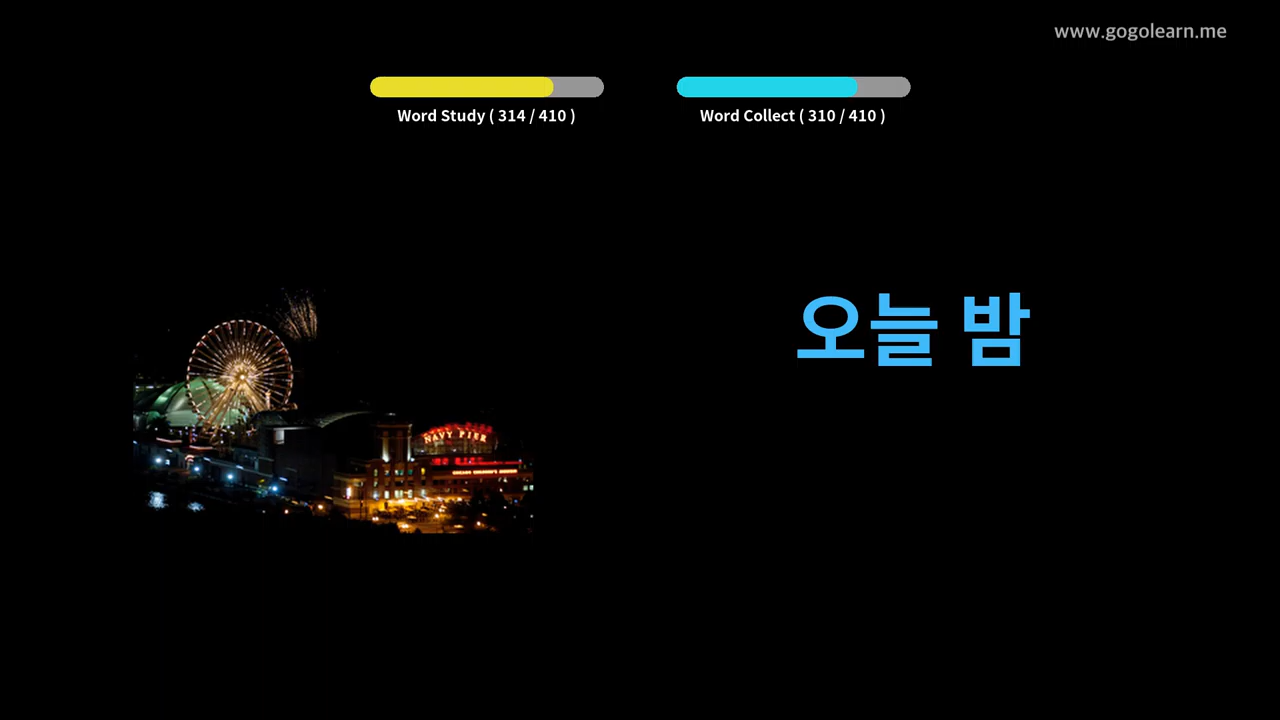 www.gogolearn.me
Word Study ( 314 / 410 )
Word Collect ( 310 / 410 )
오늘 밤
NAVY PIER